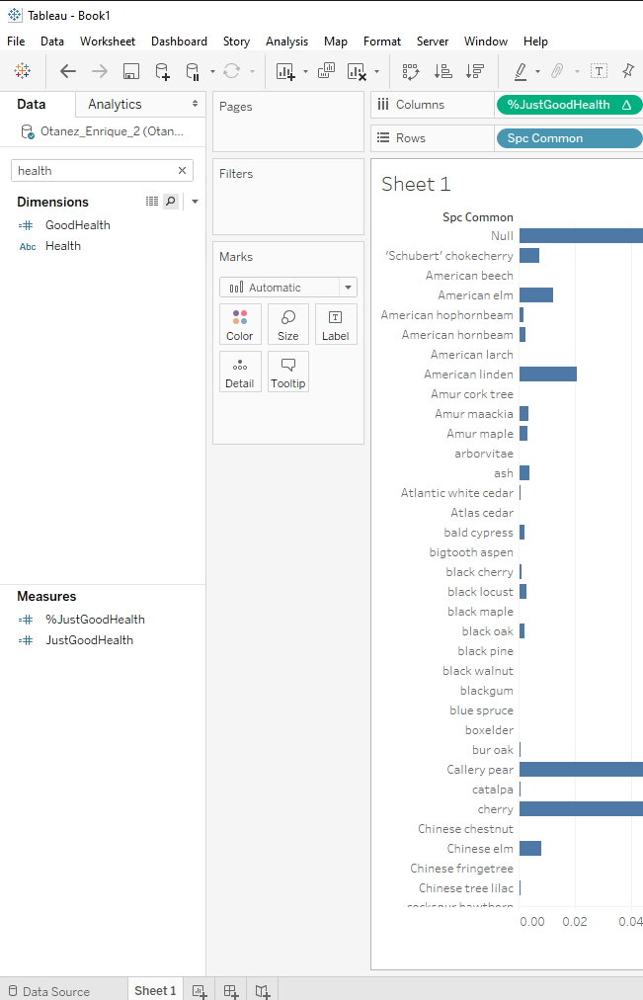 Tableau - Book1
File Data Worksheet Dashboard Story Analysis Map Format Server Window Help
Data Analytics
Otanez_Enrique_2 (Otan...
health
Dimensions
GoodHealth
Abc Health
Measures
%JustGoodHealth
JustGoodHealth
Pages
Filters
Marks
Automatic
Color Size Label
Detail Tooltip
Columns %JustGoodHealth Δ
Rows Spc Common
Sheet 1
Spc Common
Null
'Schubert' chokecherry
American beech
American elm
American hophornbeam
American hornbeam
American larch
American linden
Amur cork tree
Amur maackia
Amur maple
arborvitae
ash
Atlantic white cedar
Atlas cedar
bald cypress
bigtooth aspen
black cherry
black locust
black maple
black oak
black pine
black walnut
blackgum
blue spruce
boxelder
bur oak
Callery pear
catalpa
cherry
Chinese chestnut
Chinese elm
Chinese fringetree
Chinese tree lilac
cockspur hawthorn
0.00 0.02 0.04
Data Source Sheet 1